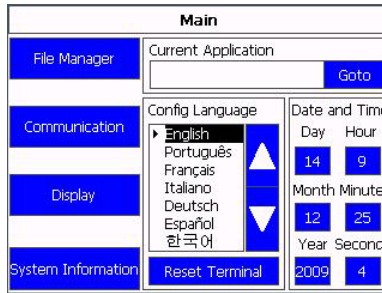 Main
File Manager
Communication
Display
System Information
Current Application
Goto
Config Language
English
Português
Français
Italiano
Deutsch
Español
한국어
Reset Terminal
Date and Time
Day Hour
14 9
Month Minute
12 25
Year Second
2009 4